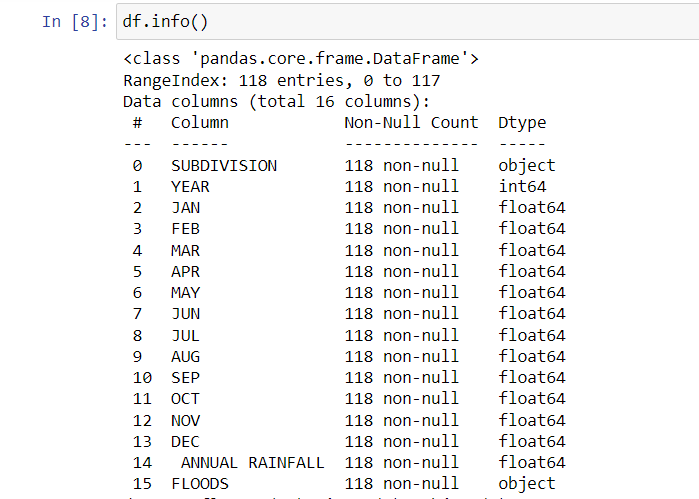 In [8]: df.info()
<class 'pandas.core.frame.DataFrame'>
RangeIndex: 118 entries, 0 to 117
Data columns (total 16 columns):
 #   Column            Non-Null Count  Dtype
---  ------            --------------  -----
 0   SUBDIVISION       118 non-null    object
 1   YEAR              118 non-null    int64
 2   JAN               118 non-null    float64
 3   FEB               118 non-null    float64
 4   MAR               118 non-null    float64
 5   APR               118 non-null    float64
 6   MAY               118 non-null    float64
 7   JUN               118 non-null    float64
 8   JUL               118 non-null    float64
 9   AUG               118 non-null    float64
 10  SEP               118 non-null    float64
 11  OCT               118 non-null    float64
 12  NOV               118 non-null    float64
 13  DEC               118 non-null    float64
 14   ANNUAL RAINFALL  118 non-null    float64
 15  FLOODS            118 non-null    object